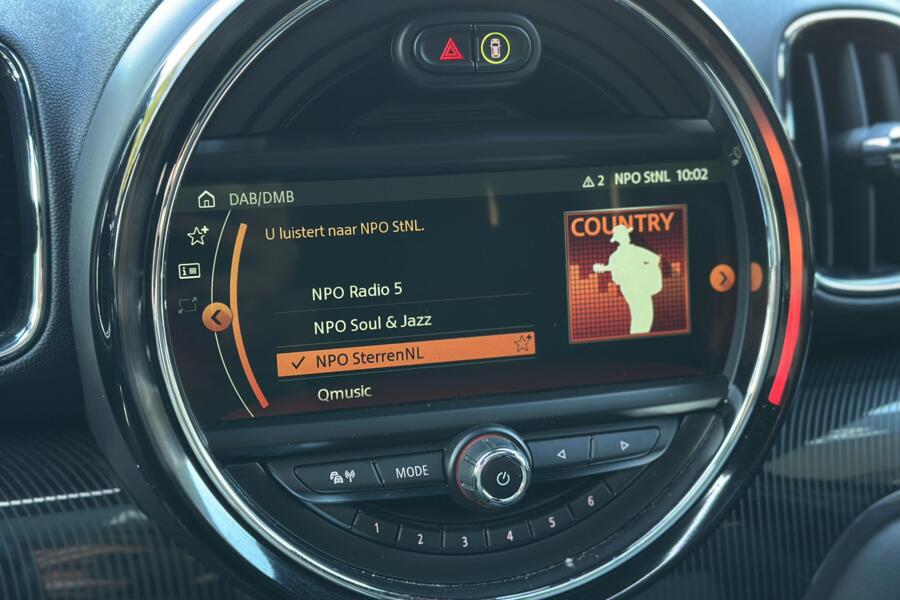 DAB/DMB
2 NPO StNL 10:02
U luistert naar NPO StNL.
COUNTRY
NPO Radio 5
NPO Soul & Jazz
NPO SterrenNL
Qmusic
MODE
1 2 3 4 5 6